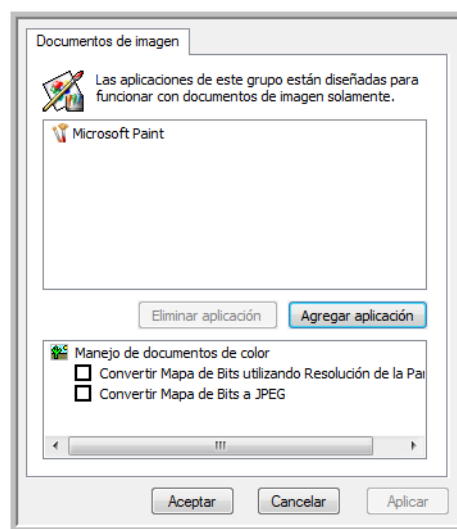 Documentos de imagen
Las aplicaciones de este grupo están diseñadas para
funcionar con documentos de imagen solamente.
Microsoft Paint
Eliminar aplicación Agregar aplicación
Manejo de documentos de color
Convertir Mapa de Bits utilizando Resolución de la
Convertir Mapa de Bits a JPEG
Aceptar Cancelar Aplicar